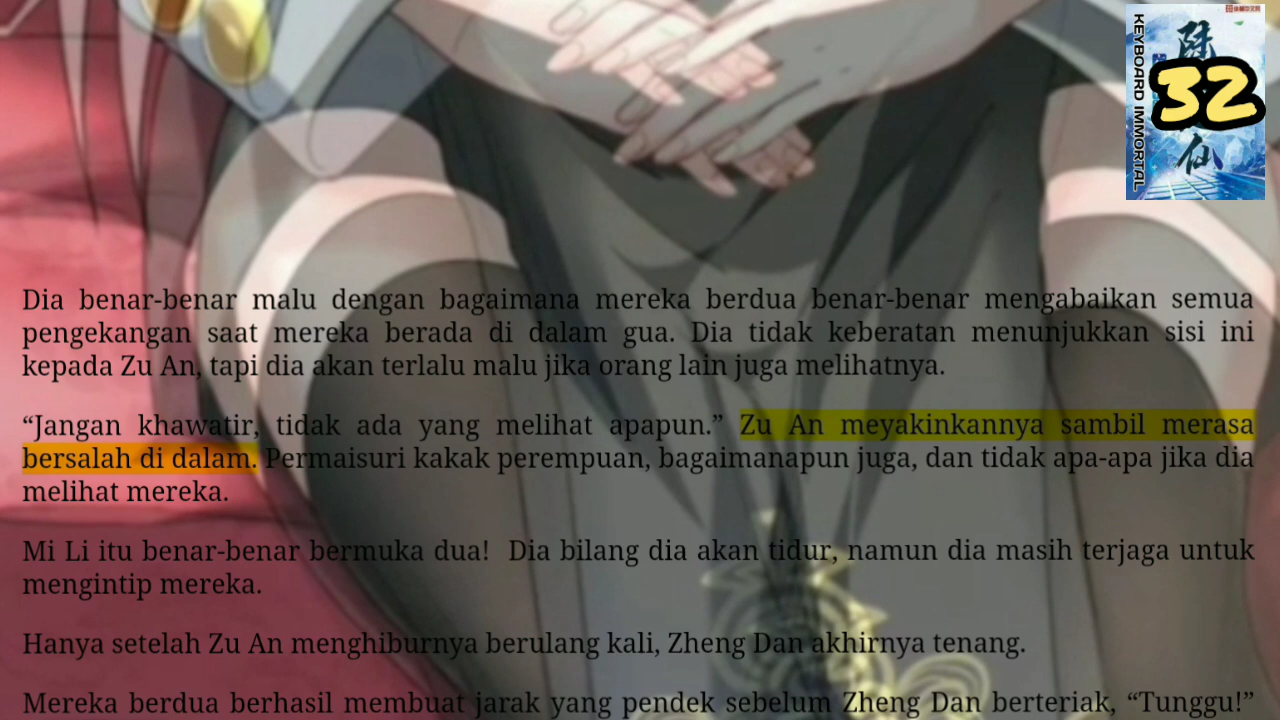 KEYBOARD IMMORTAL
32
仙
Dia benar-benar malu dengan bagaimana mereka berdua benar-benar mengabaikan semua
pengekangan saat mereka berada di dalam gua. Dia tidak keberatan menunjukkan sisi ini
kepada Zu An, tapi dia akan terlalu malu jika orang lain juga melihatnya.
“Jangan khawatir, tidak ada yang melihat apapun.” Zu An meyakinkannya sambil merasa
bersalah di dalam. Permaisuri kakak perempuan, bagaimanapun juga, dan tidak apa-apa jika dia
melihat mereka.
Mi Li itu benar-benar bermuka dua! Dia bilang dia akan tidur, namun dia masih terjaga untuk
mengintip mereka.
Hanya setelah Zu An menghiburnya berulang kali, Zheng Dan akhirnya tenang.
Mereka berdua berhasil membuat jarak yang pendek sebelum Zheng Dan berteriak, “Tunggu!”